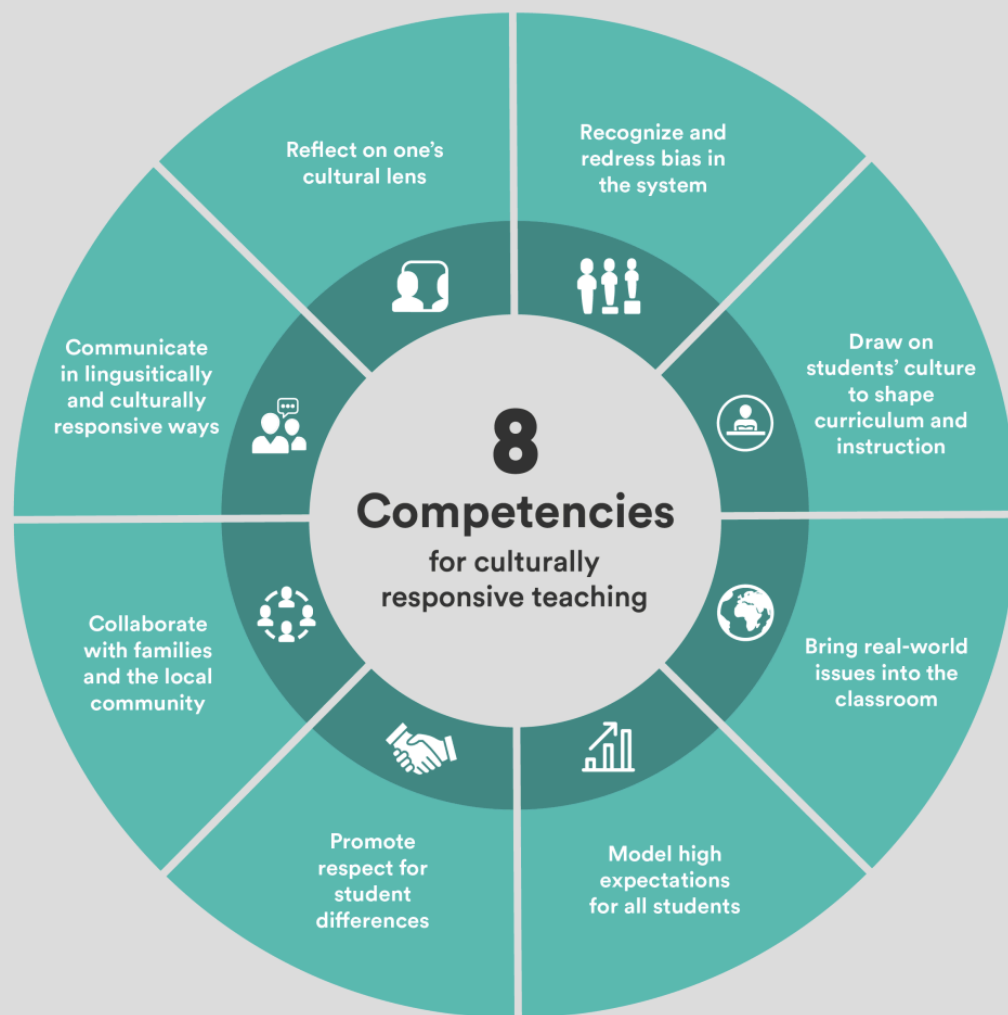 8
Competencies
for culturally
responsive teaching
Reflect on one's
cultural lens
Recognize and
redress bias in
the system
Draw on
students' culture
to shape
curriculum and
instruction
Bring real-world
issues into the
classroom
Model high
expectations
for all students
Promote
respect for
student
differences
Collaborate
with families
and the local
community
Communicate
in lingusitically
and culturally
responsive ways